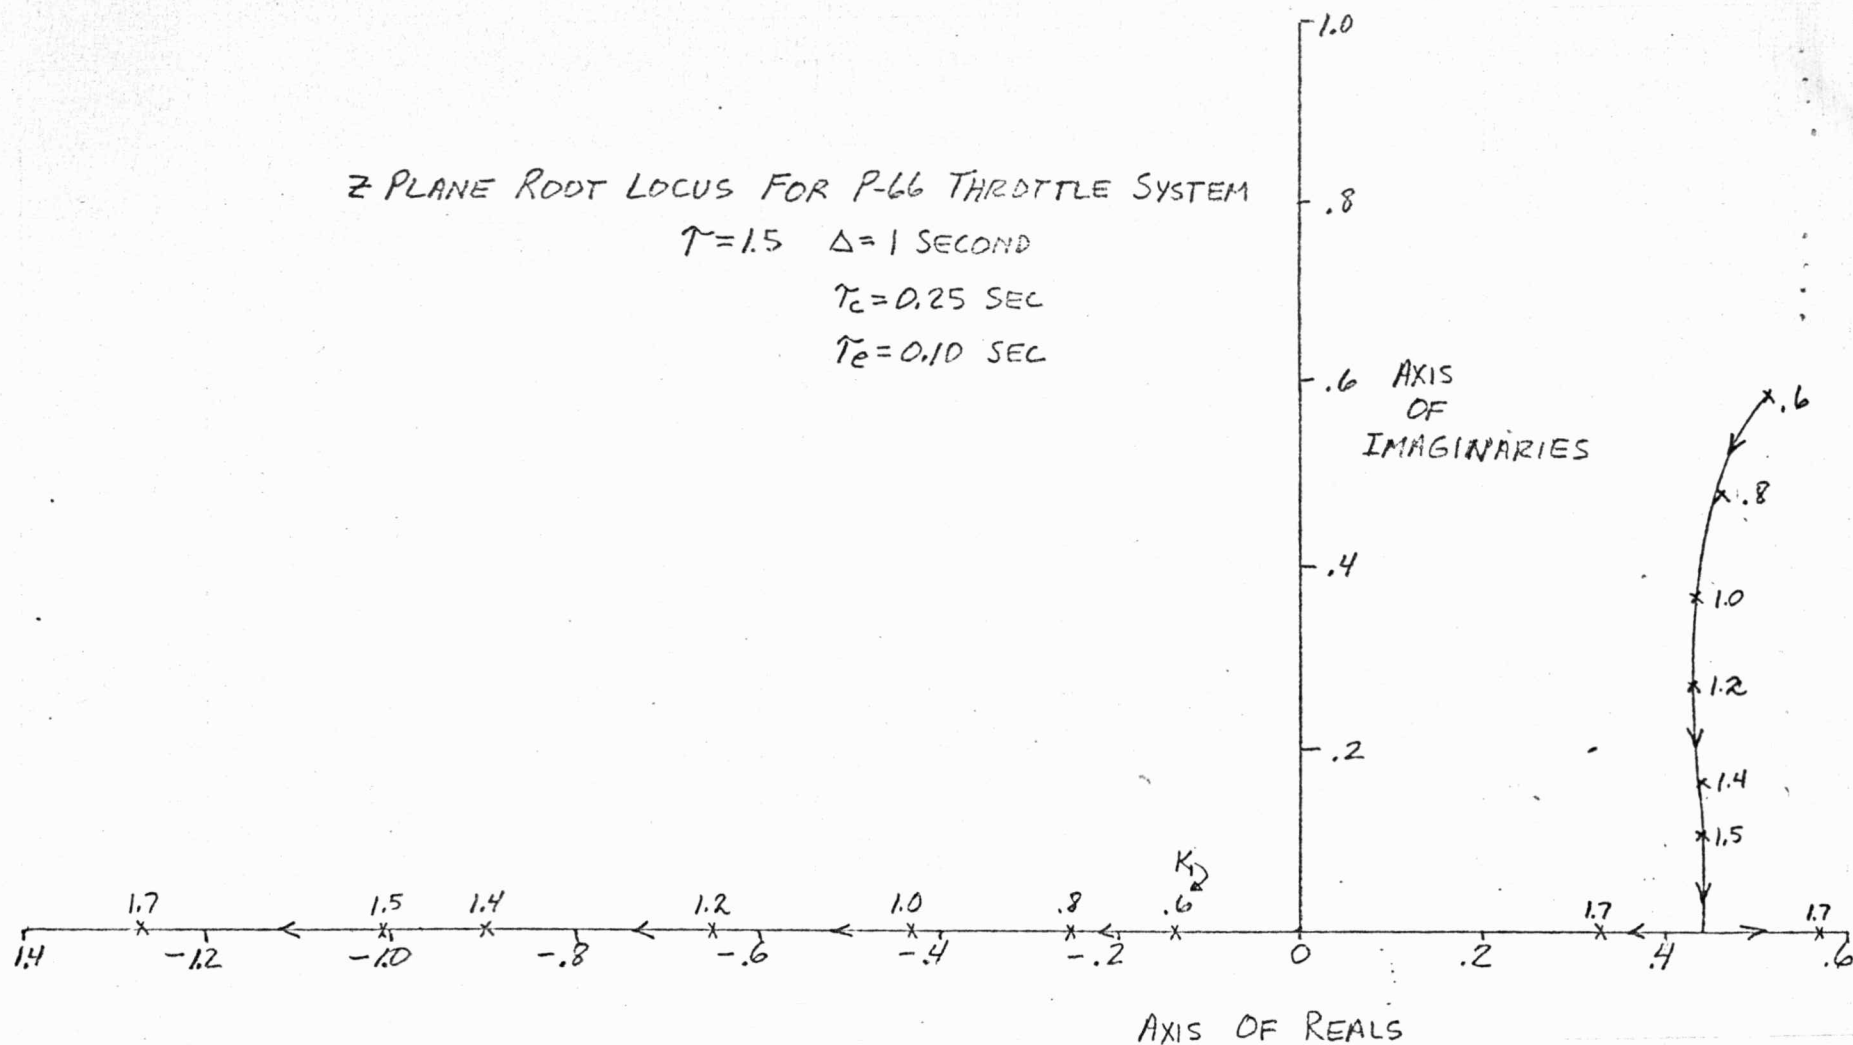 1.0
Z PLANE ROOT LOCUS FOR P-66 THROTTLE SYSTEM
.8
τ=1.5 Δ=1 SECOND
τc=0.25 SEC
τe=0.10 SEC
.6 AXIS
OF
IMAGINARIES
.6
.8
.4
1.0
1.2
.2
1.4
1.5
K1
1.7 1.5 1.4 1.2 1.0 .8 .6 1.7 1.7
1.4 -1.2 -1.0 -.8 -.6 -.4 -.2 0 .2 .4 .6
AXIS OF REALS